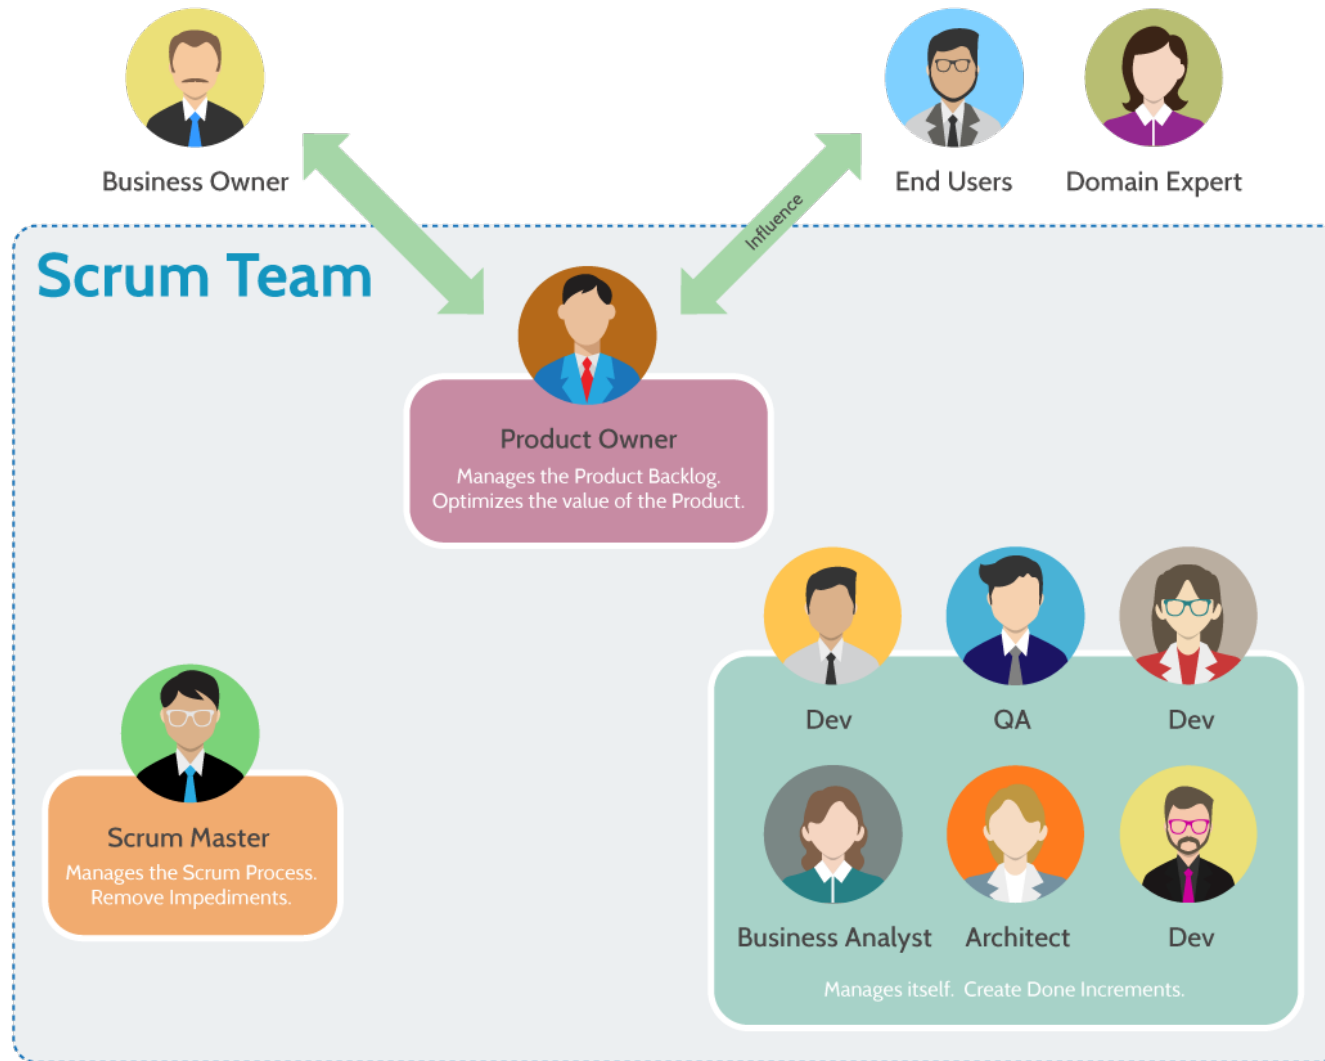 Business Owner
End Users
Domain Expert
Influence
Scrum Team
Product Owner
Manages the Product Backlog.
Optimizes the value of the Product.
Dev
QA
Dev
Scrum Master
Manages the Scrum Process.
Remove Impediments.
Business Analyst
Architect
Dev
Manages itself. Create Done Increments.